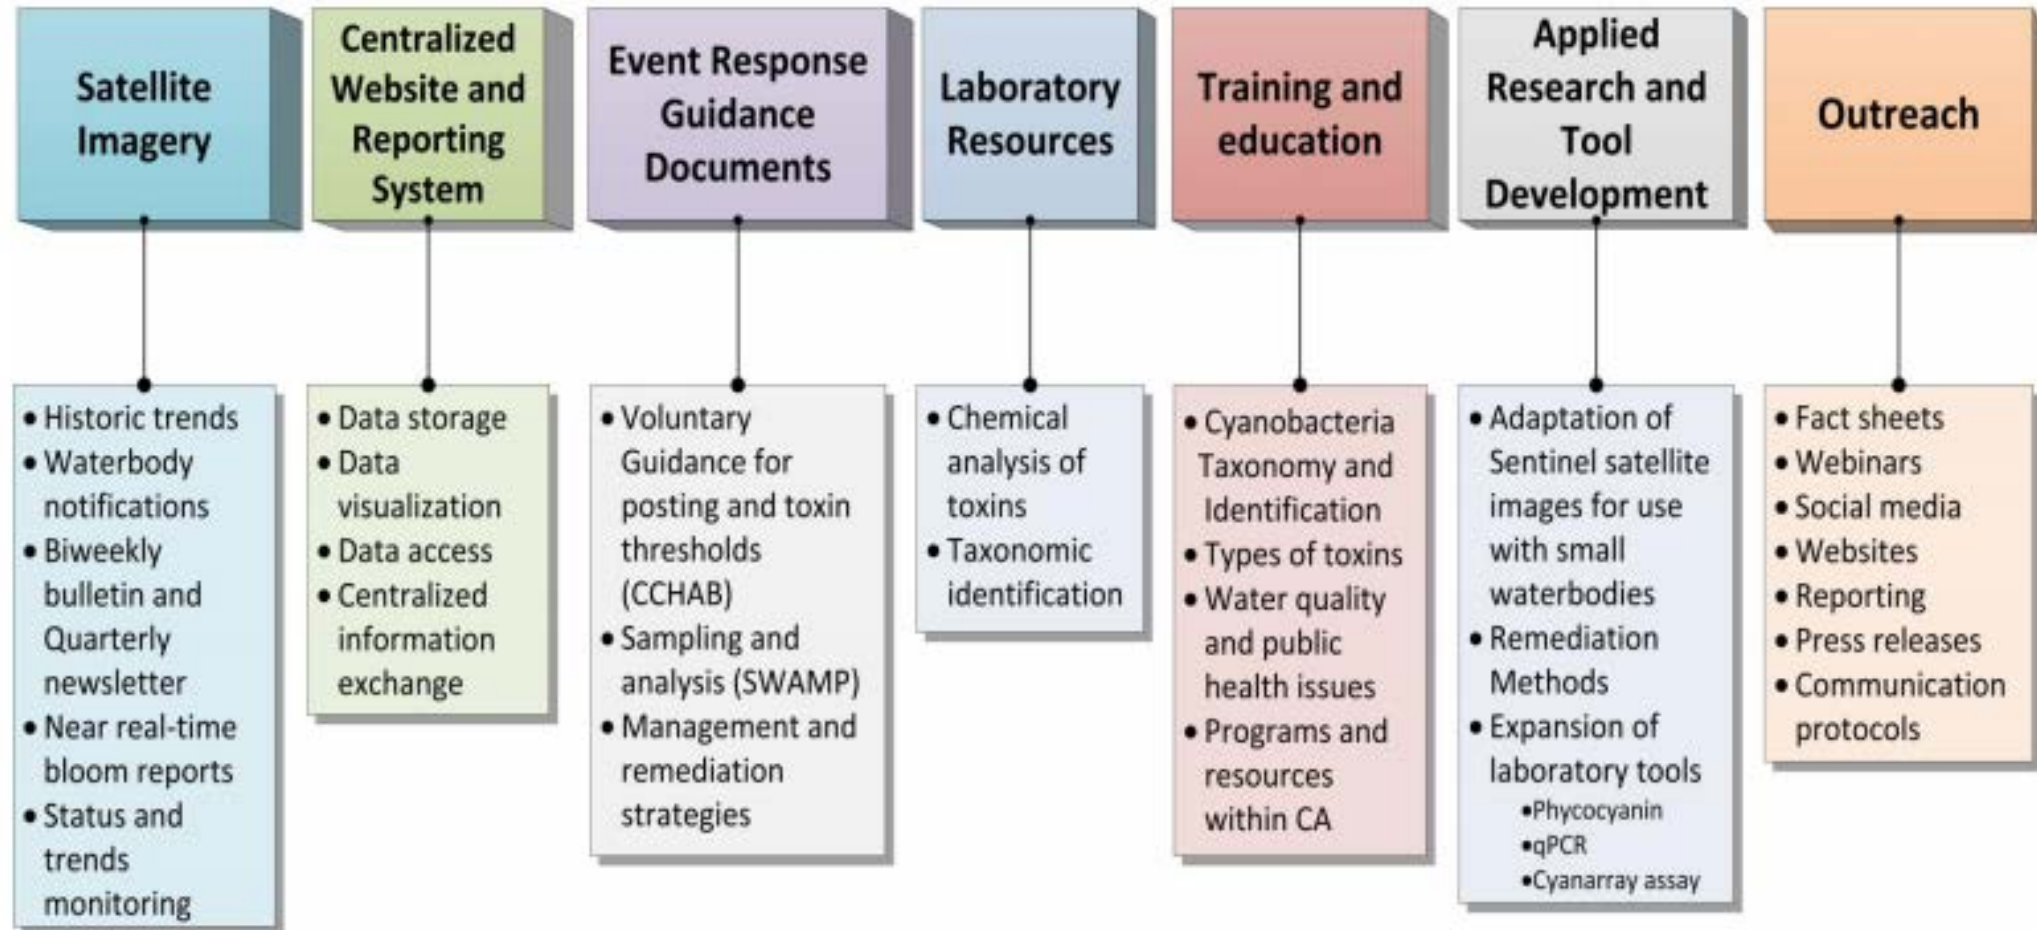 Satellite
Imagery
Centralized
Website and
Reporting
System
Event Response
Guidance
Documents
Laboratory
Resources
Training and
education
Applied
Research and
Tool
Development
Outreach
• Historic trends
• Waterbody
notifications
• Biweekly
bulletin and
Quarterly
newsletter
• Near real-time
bloom reports
• Status and
trends
monitoring
• Data storage
• Data
visualization
• Data access
• Centralized
information
exchange
• Voluntary
Guidance for
posting and toxin
thresholds
(CCHAB)
• Sampling and
analysis (SWAMP)
• Management and
remediation
strategies
• Chemical
analysis of
toxins
• Taxonomic
identification
• Cyanobacteria
Taxonomy and
Identification
• Types of toxins
• Water quality
and public
health issues
• Programs and
resources
within CA
• Adaptation of
Sentinel satellite
images for use
with small
waterbodies
• Remediation
Methods
• Expansion of
laboratory tools
•Phycocyanin
•qPCR
•Cyanarray assay
• Fact sheets
• Webinars
• Social media
• Websites
• Reporting
• Press releases
• Communication
protocols